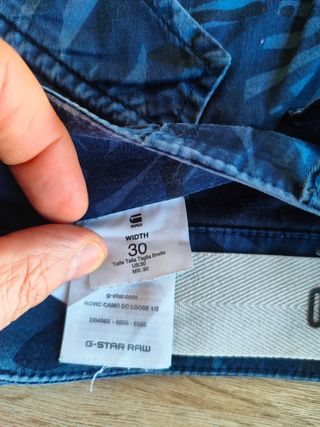 RAW
WIDTH
30
Taille Talla Taglia Breite
US:30
MX: 30
g-star.com
ROVIC CAMO DC LOOSE 1/2
G-STAR RAW